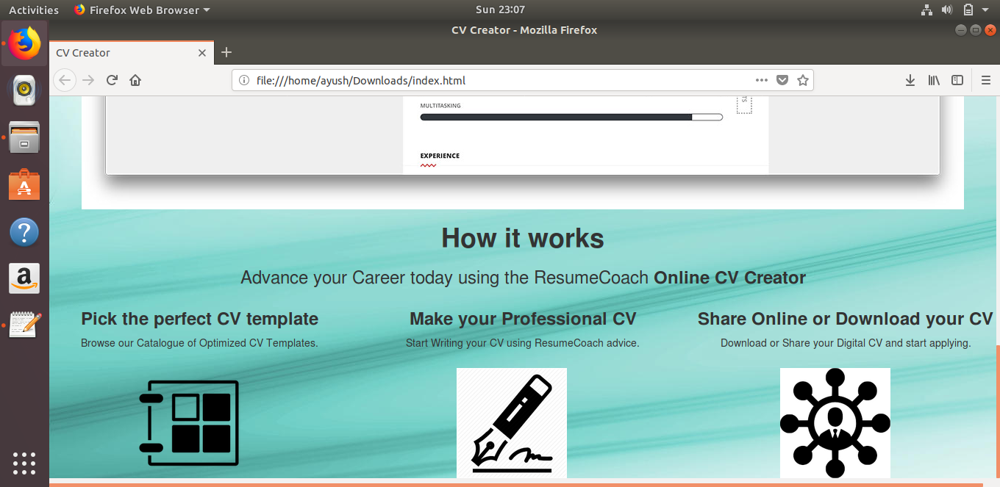 Activities Firefox Web Browser Sun 23:07
CV Creator - Mozilla Firefox
CV Creator
file:///home/ayush/Downloads/index.html
MULTITASKING
EXPERIENCE
How it works
Advance your Career today using the ResumeCoach Online CV Creator
Pick the perfect CV template
Browse our Catalogue of Optimized CV Templates.
Make your Professional CV
Start Writing your CV using ResumeCoach advice.
Share Online or Download your CV
Download or Share your Digital CV and start applying.